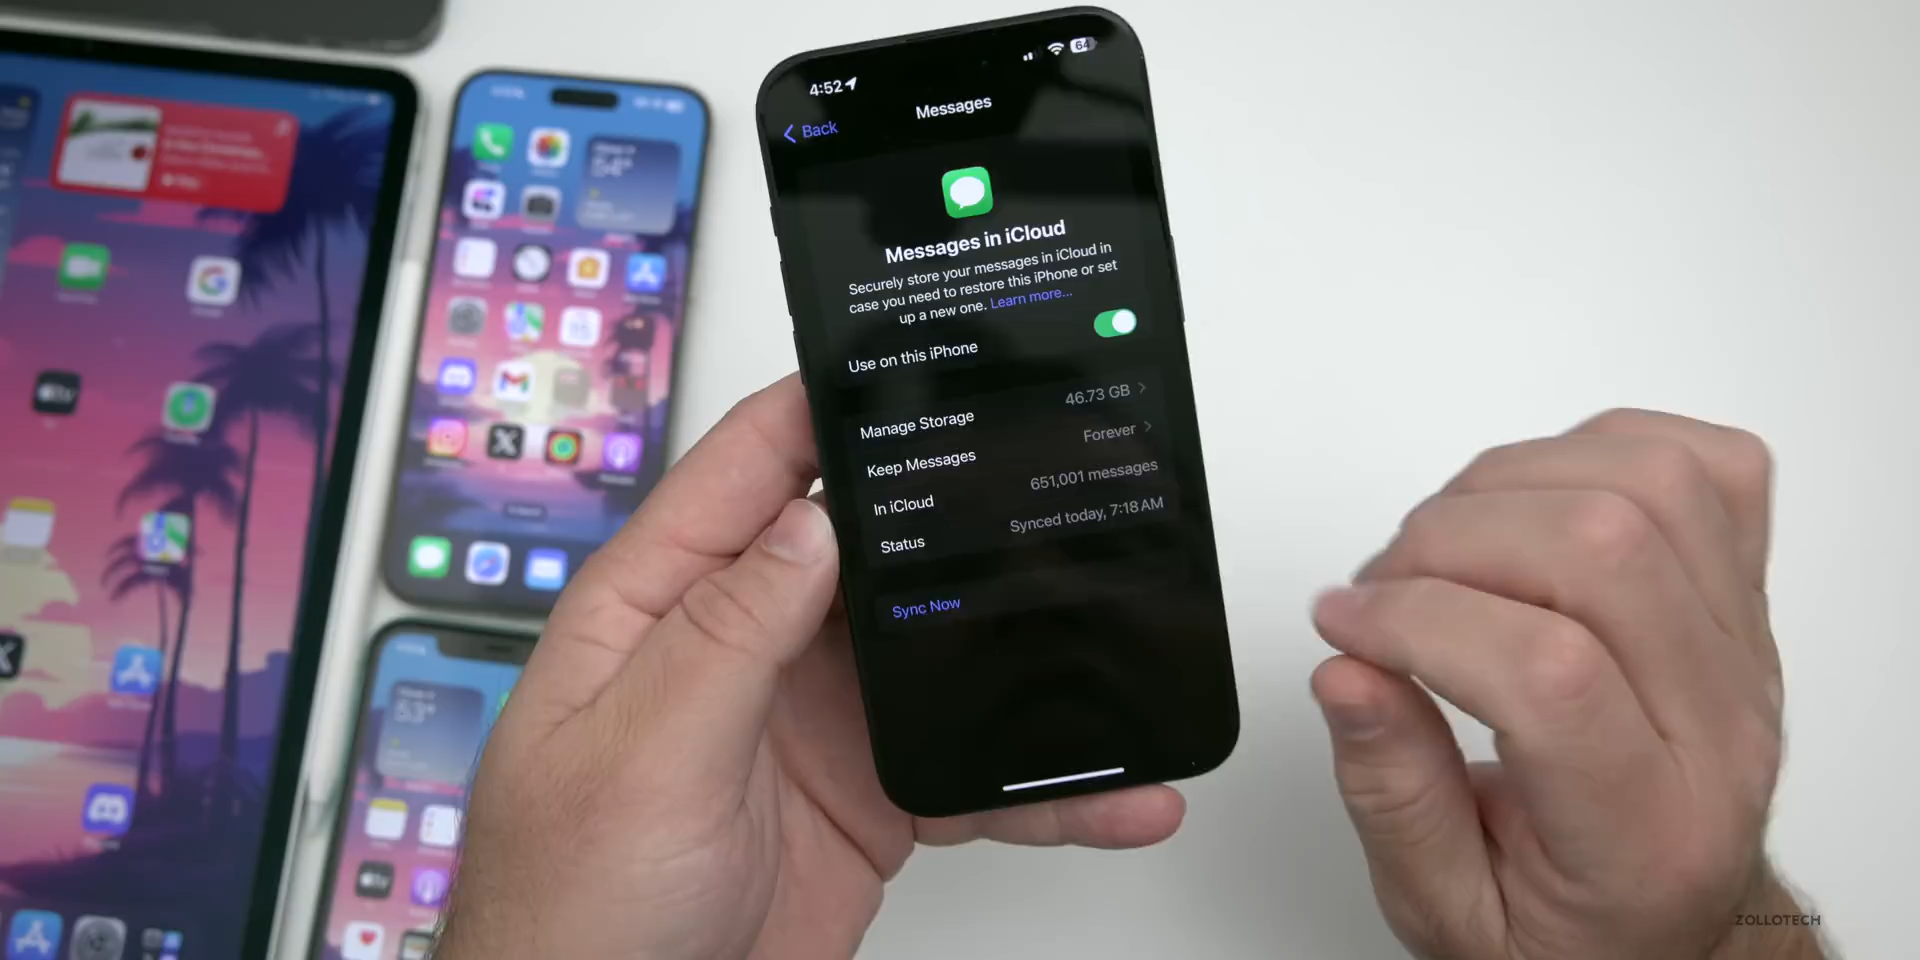 4:52
64
Back
Messages
Messages in iCloud
Securely store your messages in iCloud in
case you need to restore this iPhone or set
up a new one. Learn more...
Use on this iPhone
Manage Storage 46.73 GB
Keep Messages Forever
In iCloud 651,001 messages
Status Synced today, 7:18 AM
Sync Now
54°
53°
ZOLLOTECH